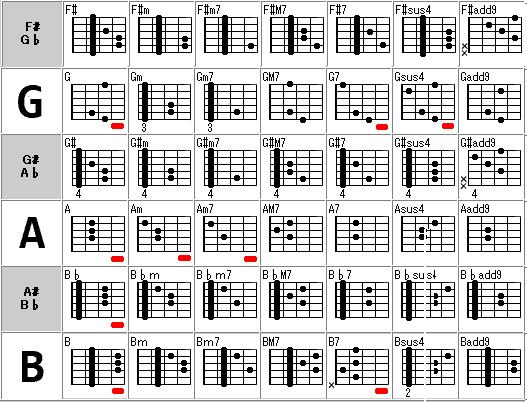 F# F#m F#m7 F#M7 F#7 F#sus4 F#add9
F#
G♭
×
×
G Gm Gm7 GM7 G7 Gsus4 Gadd9
G
3 3
G# G#m G#m7 G#M7 G#7 G#sus4 G#add9
G#
A♭
×
×
4 4 4 4 4 4 4
A Am Am7 AM7 A7 Asus4 Aadd9
A
B♭ B♭m B♭m7 B♭M7 B♭7 B♭sus4 B♭add9
A#
B♭
B Bm Bm7 BM7 B7 Bsus4 Badd9
B
× 2